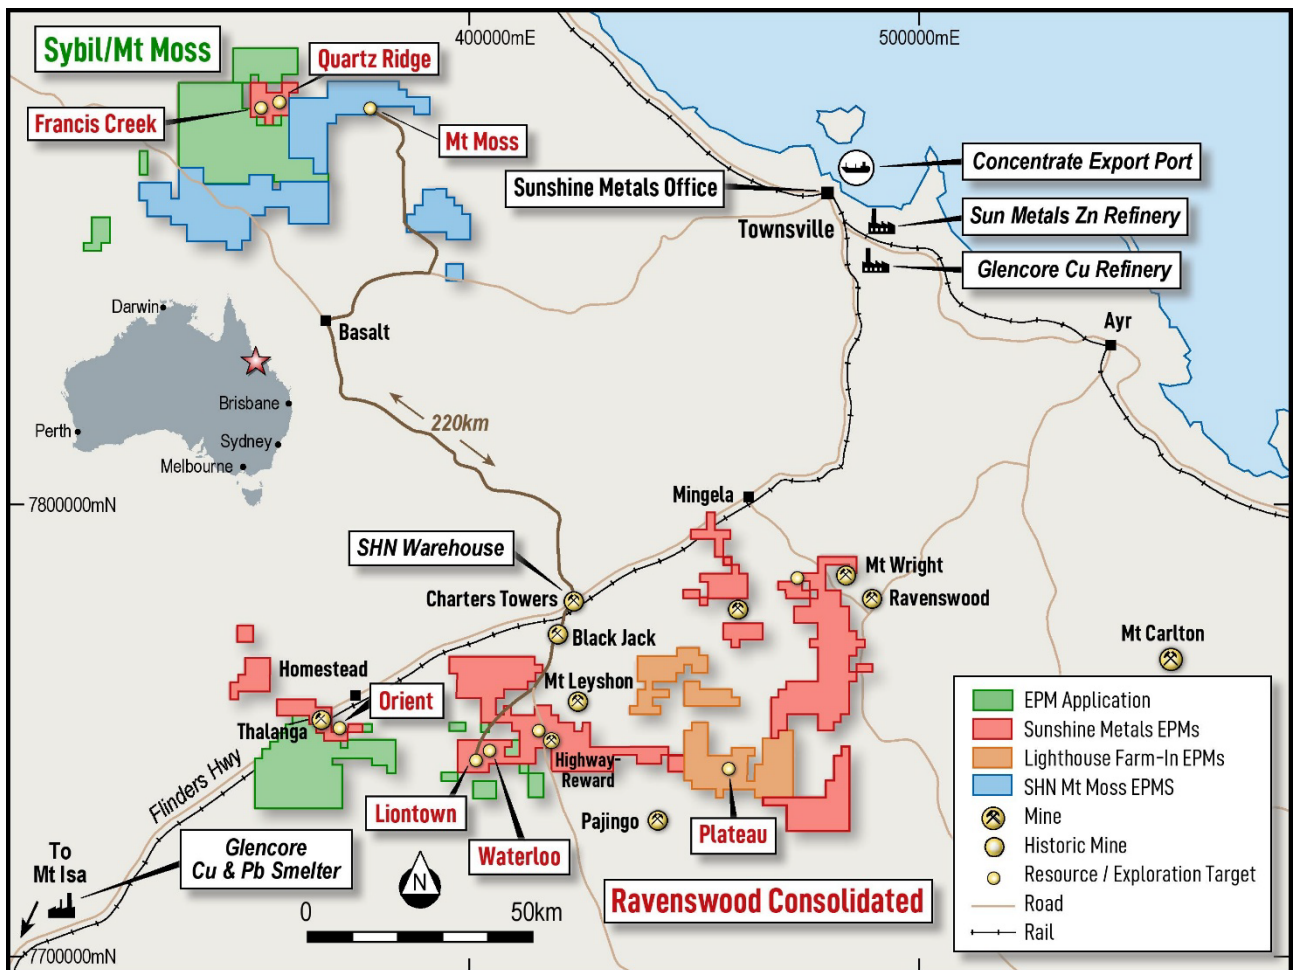 400000mE
500000mE
Sybil/Mt Moss
Quartz Ridge
Francis Creek
Mt Moss
Concentrate Export Port
Sunshine Metals Office
Sun Metals Zn Refinery
Townsville
Glencore Cu Refinery
Darwin
Basalt
Ayr
Brisbane
220km
Perth
Sydney
Melbourne
7800000mN
Mingela
SHN Warehouse
Mt Wright
Charters Towers
Ravenswood
Black Jack
Mt Carlton
Homestead
Mt Leyshon
Orient
Thalanga
Flinders Hwy
Highway-
Reward
Liontown
Pajingo
Plateau
Waterloo
To
Mt Isa
Glencore
Cu & Pb Smelter
N
Ravenswood Consolidated
0
50km
7700000mN
EPM Application
Sunshine Metals EPMs
Lighthouse Farm-In EPMs
SHN Mt Moss EPMS
Mine
Historic Mine
Resource / Exploration Target
Road
Rail